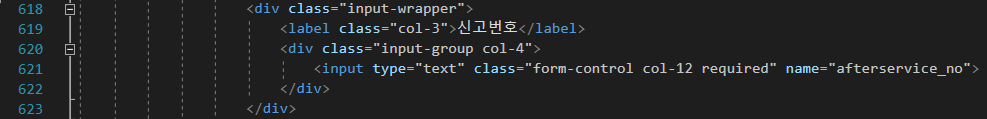 618 <div class="input-wrapper">
619 <label class="col-3">신고번호</label>
620 <div class="input-group col-4">
621 <input type="text" class="form-control col-12 required" name="afterservice_no">
622 </div>
623 </div>